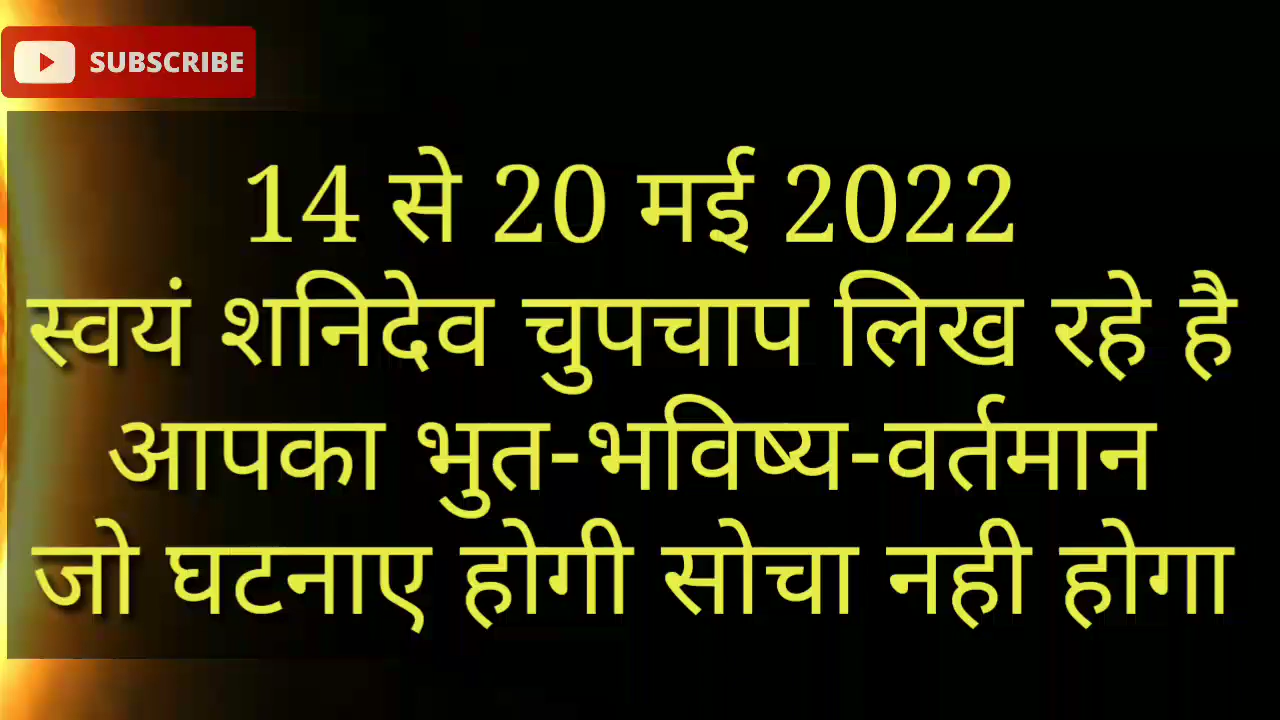 SUBSCRIBE
14 से 20 मई 2022
स्वयं शनिदेव चुपचाप लिख रहे है
आपका भुत-भविष्य-वर्तमान
जो घटनाए होगी सोचा नही होगा